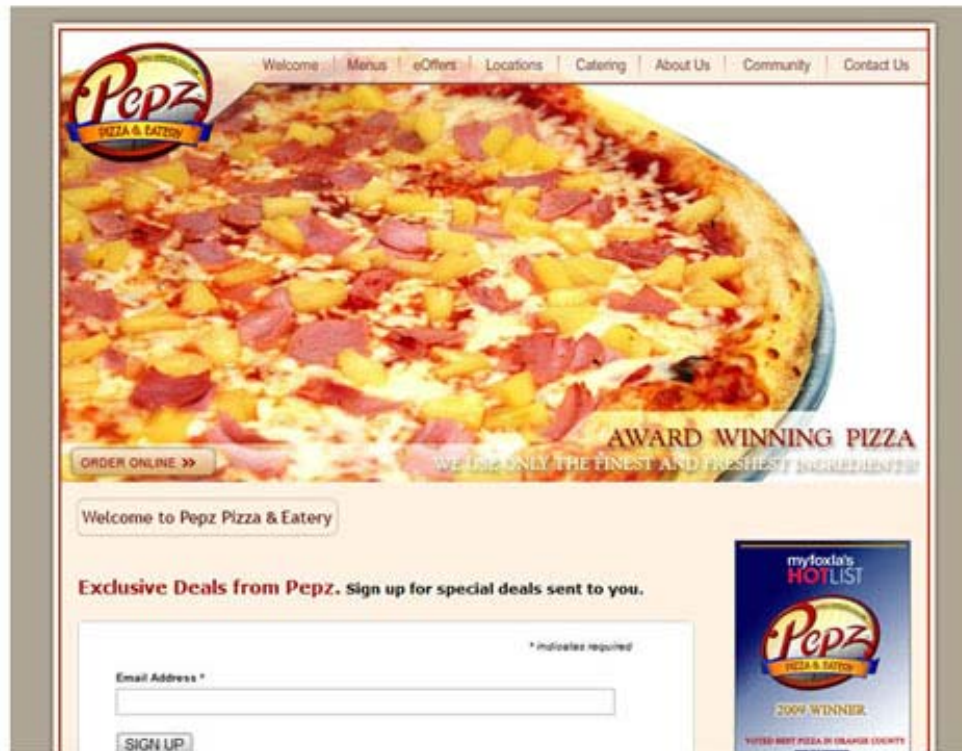 Welcome Menus eOffers Locations Catering About Us Community Contact Us
Pepz
PIZZA & EATERY
AWARD WINNING PIZZA
ORDER ONLINE >>
WE USE ONLY THE FINEST AND FRESHEST INGREDIENTS!
Welcome to Pepz Pizza & Eatery
Exclusive Deals from Pepz. Sign up for special deals sent to you.
* indicates required
Email Address *
SIGN UP
myfoxla's
HOTLIST
Pepz
PIZZA & EATERY
2009 WINNER
VOTED BEST PIZZA IN ORANGE COUNTY